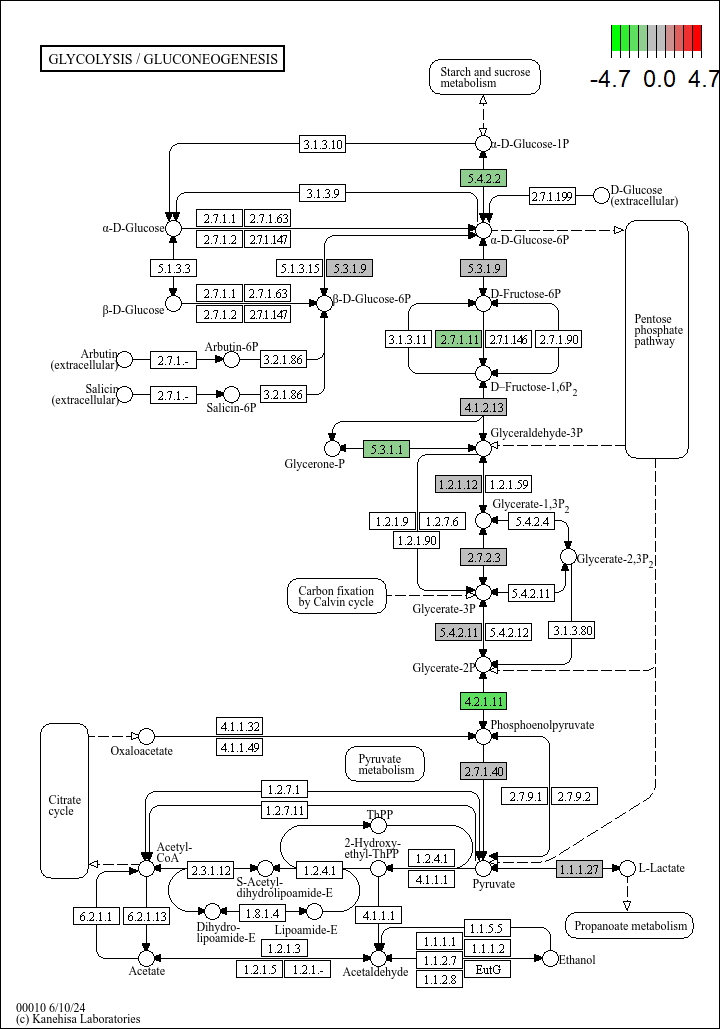 GLYCOLYSIS / GLUCONEOGENESIS
-4.7 0.0 4.7
Starch and sucrose
metabolism
3.1.3.10
α-D-Glucose-1P
5.4.2.2
3.1.3.9
2.7.1.199
D-Glucose
(extracellular)
2.7.1.1 2.7.1.63
α-D-Glucose
2.7.1.2 2.7.1.147
α-D-Glucose-6P
5.1.3.3
5.1.3.15 5.3.1.9
5.3.1.9
2.7.1.1 2.7.1.63
D-Fructose-6P
β-D-Glucose
β-D-Glucose-6P
2.7.1.2 2.7.1.147
Pentose
phosphate
pathway
3.1.3.11 2.7.1.11 2.7.1.146 2.7.1.90
Arbutin
(extracellular)
2.7.1.-
Arbutin-6P
3.2.1.86
D-Fructose-1,6P2
Salicin
(extracellular)
2.7.1.-
Salicin-6P
3.2.1.86
4.1.2.13
Glyceraldehyde-3P
5.3.1.1
Glycerone-P
1.2.1.12 1.2.1.59
Glycerate-1,3P2
1.2.1.9 1.2.7.6
5.4.2.4
1.2.1.90
2.7.2.3
Glycerate-2,3P2
Carbon fixation
by Calvin cycle
5.4.2.11
Glycerate-3P
5.4.2.11 5.4.2.12
3.1.3.80
Glycerate-2P
4.2.1.11
4.1.1.32
Phosphoenolpyruvate
Oxaloacetate
4.1.1.49
Pyruvate
metabolism
2.7.1.40
Citrate
cycle
1.2.7.1
2.7.9.1 2.7.9.2
1.2.7.11
ThPP
Acetyl-
CoA
2-Hydroxy-
ethyl-ThPP
2.3.1.12
1.2.4.1
1.2.4.1
4.1.1.1
1.1.1.27
L-Lactate
S-Acetyl-
dihydrolipoamide-E
Pyruvate
6.2.1.1 6.2.1.13
1.8.1.4
4.1.1.1
Dihydro-
lipoamide-E
Lipoamide-E
Propanoate metabolism
1.1.5.5
1.2.1.3
1.1.1.1 1.1.1.2
Acetate
1.2.1.5 1.2.1.-
Acetaldehyde
1.1.2.7 EutG
Ethanol
1.1.2.8
00010 6/10/24
(c) Kanehisa Laboratories